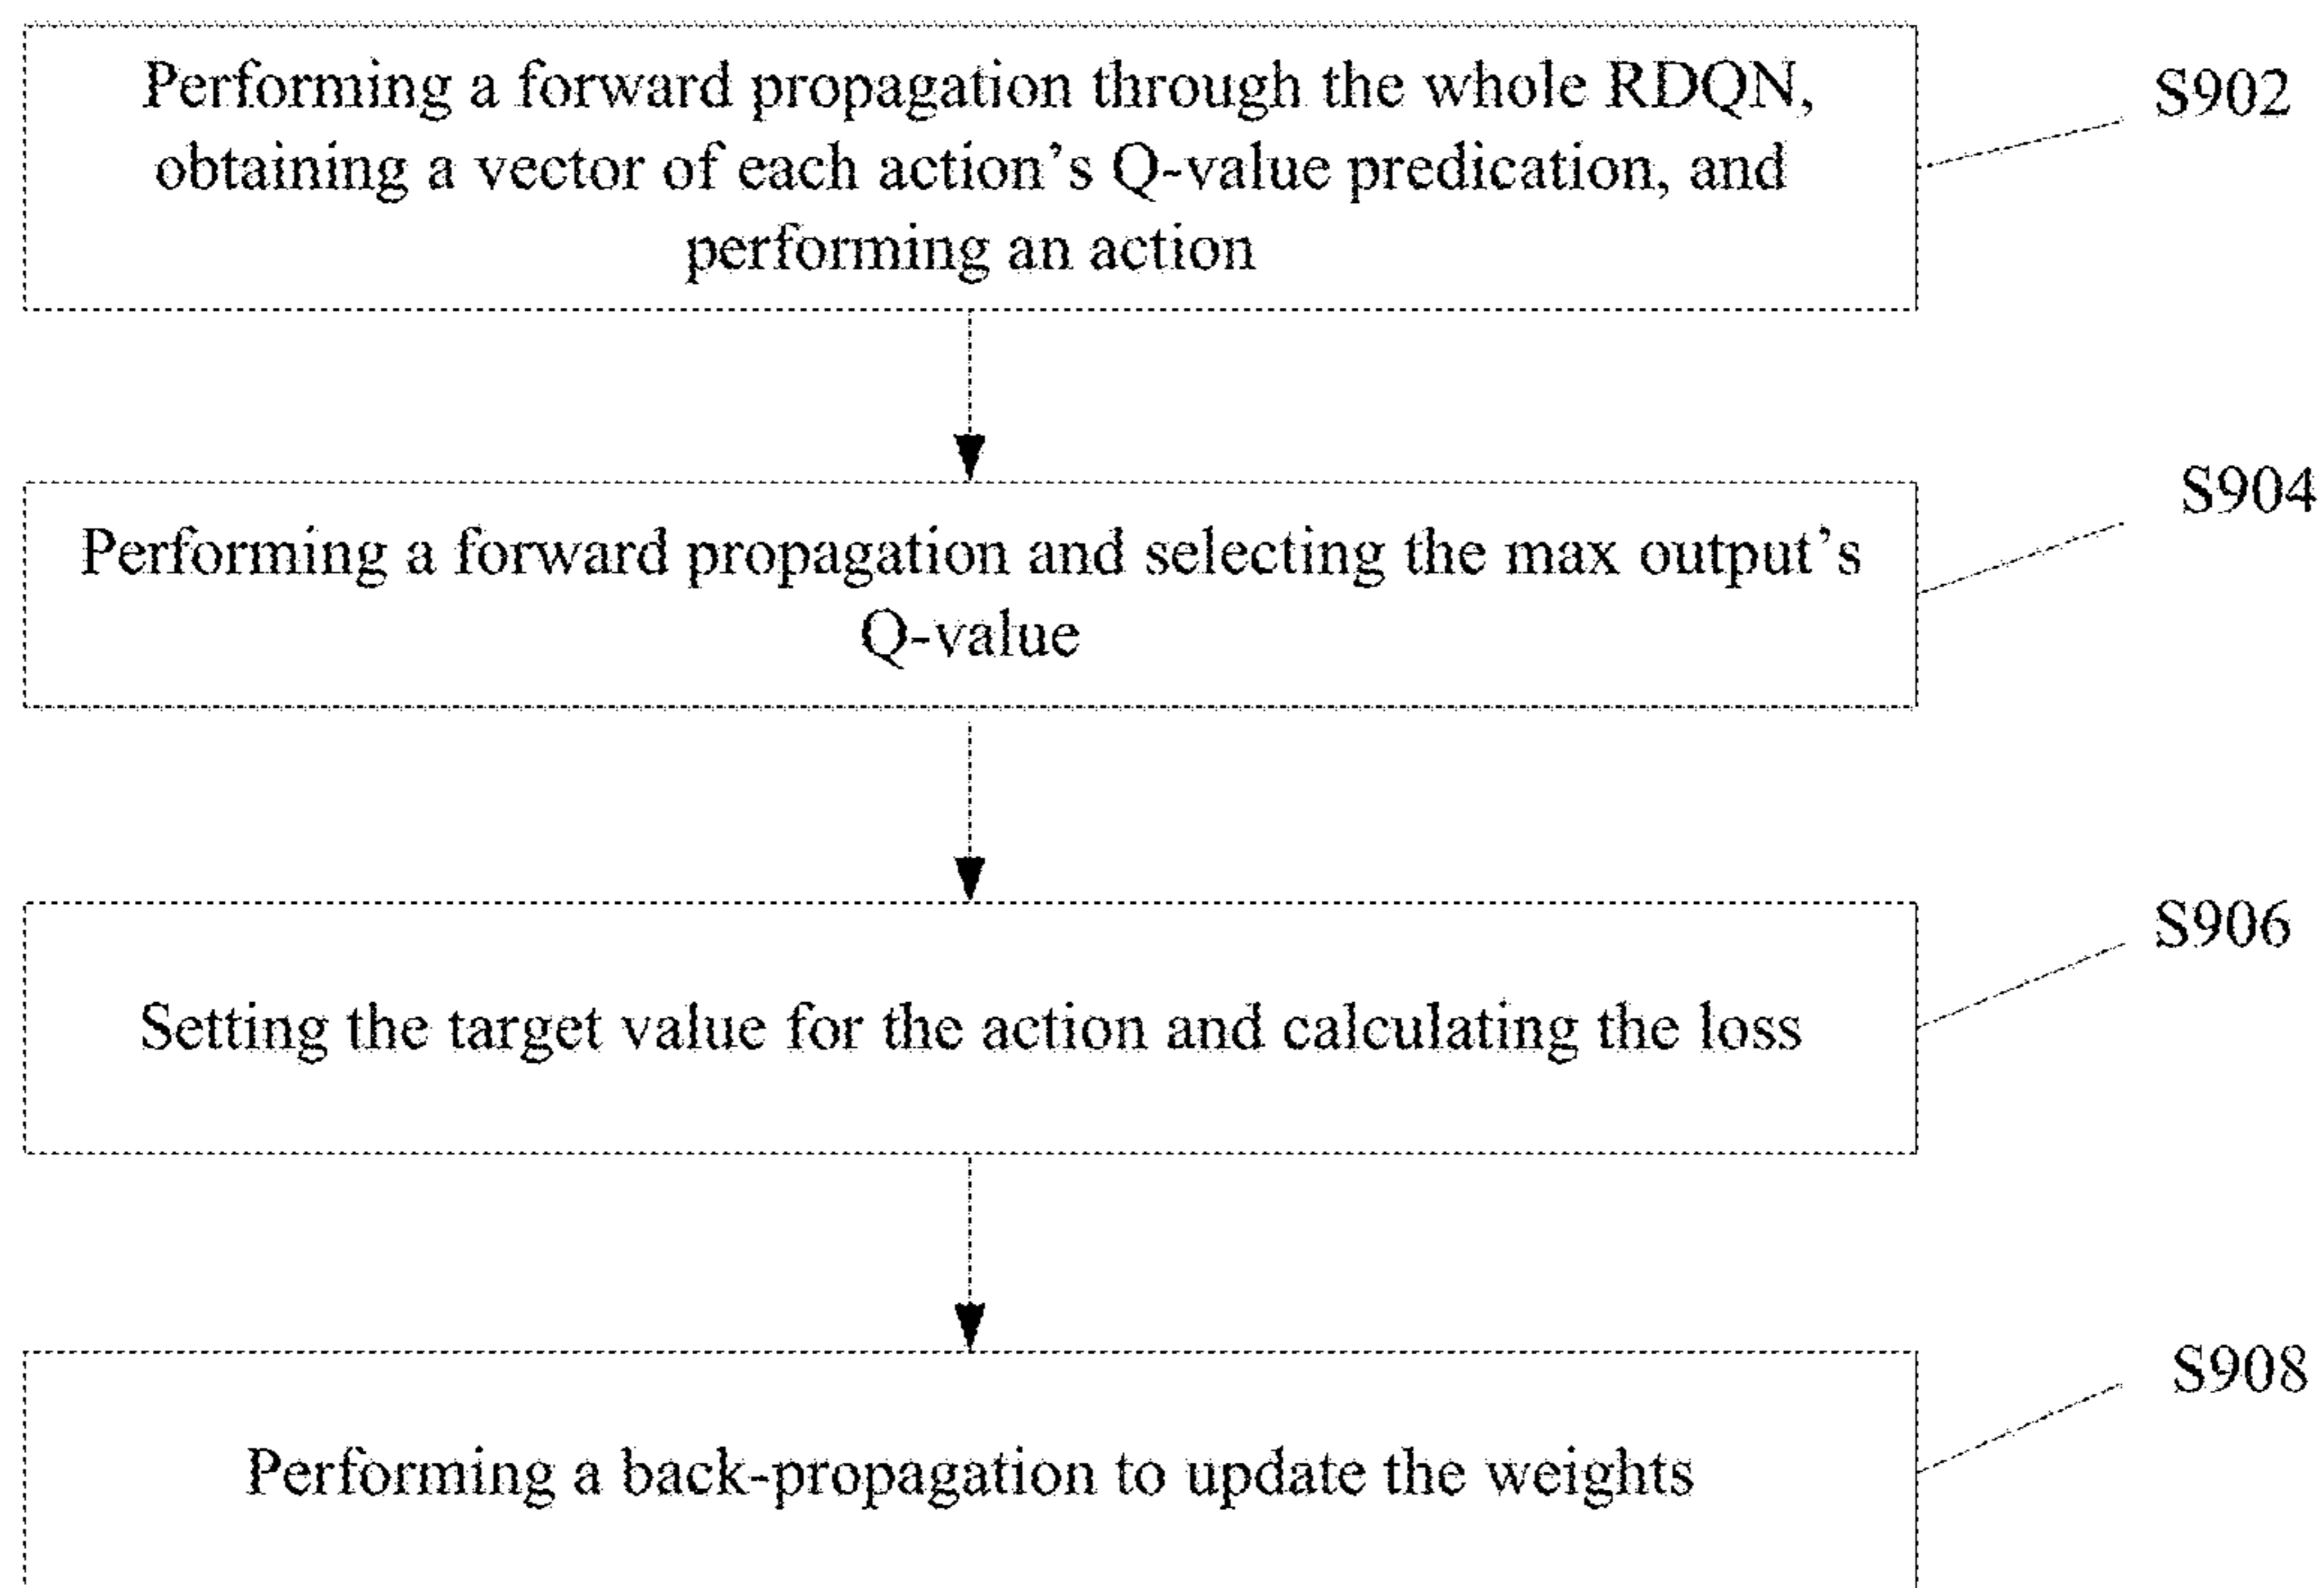 Performing a forward propagation through the whole RDQN,
obtaining a vector of each action’s Q-value predication, and
performing an action
S902
Performing a forward propagation and selecting the max output’s
Q-value
S904
Setting the target value for the action and calculating the loss
S906
Performing a back-propagation to update the weights
S908